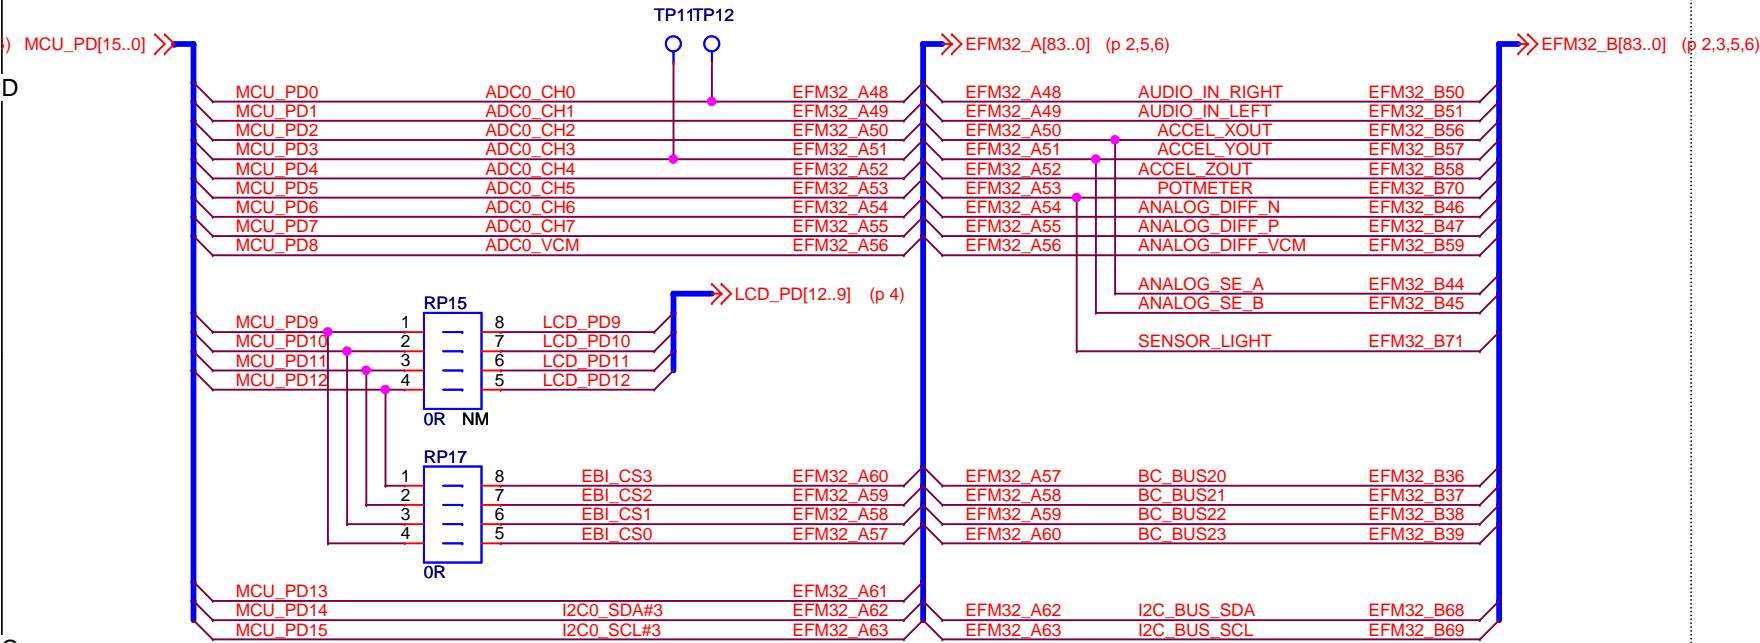 TP11TP12
) MCU_PD[15..0] EFM32_A[83..0] (p 2,5,6) EFM32_B[83..0] (p 2,3,5,6)
D
MCU_PD0 ADC0_CH0 EFM32_A48 EFM32_A48 AUDIO_IN_RIGHT EFM32_B50
MCU_PD1 ADC0_CH1 EFM32_A49 EFM32_A49 AUDIO_IN_LEFT EFM32_B51
MCU_PD2 ADC0_CH2 EFM32_A50 EFM32_A50 ACCEL_XOUT EFM32_B56
MCU_PD3 ADC0_CH3 EFM32_A51 EFM32_A51 ACCEL_YOUT EFM32_B57
MCU_PD4 ADC0_CH4 EFM32_A52 EFM32_A52 ACCEL_ZOUT EFM32_B58
MCU_PD5 ADC0_CH5 EFM32_A53 EFM32_A53 POTMETER EFM32_B70
MCU_PD6 ADC0_CH6 EFM32_A54 EFM32_A54 ANALOG_DIFF_N EFM32_B46
MCU_PD7 ADC0_CH7 EFM32_A55 EFM32_A55 ANALOG_DIFF_P EFM32_B47
MCU_PD8 ADC0_VCM EFM32_A56 EFM32_A56 ANALOG_DIFF_VCM EFM32_B59
ANALOG_SE_A EFM32_B44
LCD_PD[12..9] (p 4)
RP15 ANALOG_SE_B EFM32_B45
MCU_PD9 1 8 LCD_PD9
MCU_PD10 2 7 LCD_PD10 SENSOR_LIGHT EFM32_B71
MCU_PD11 3 6 LCD_PD11
MCU_PD12 4 5 LCD_PD12
0R NM
RP17
1 8 EBI_CS3 EFM32_A60 EFM32_A57 BC_BUS20 EFM32_B36
2 7 EBI_CS2 EFM32_A59 EFM32_A58 BC_BUS21 EFM32_B37
3 6 EBI_CS1 EFM32_A58 EFM32_A59 BC_BUS22 EFM32_B38
4 5 EBI_CS0 EFM32_A57 EFM32_A60 BC_BUS23 EFM32_B39
0R
MCU_PD13 EFM32_A61
MCU_PD14 I2C0_SDA#3 EFM32_A62 EFM32_A62 I2C_BUS_SDA EFM32_B68
MCU_PD15 I2C0_SCL#3 EFM32_A63 EFM32_A63 I2C_BUS_SCL EFM32_B69